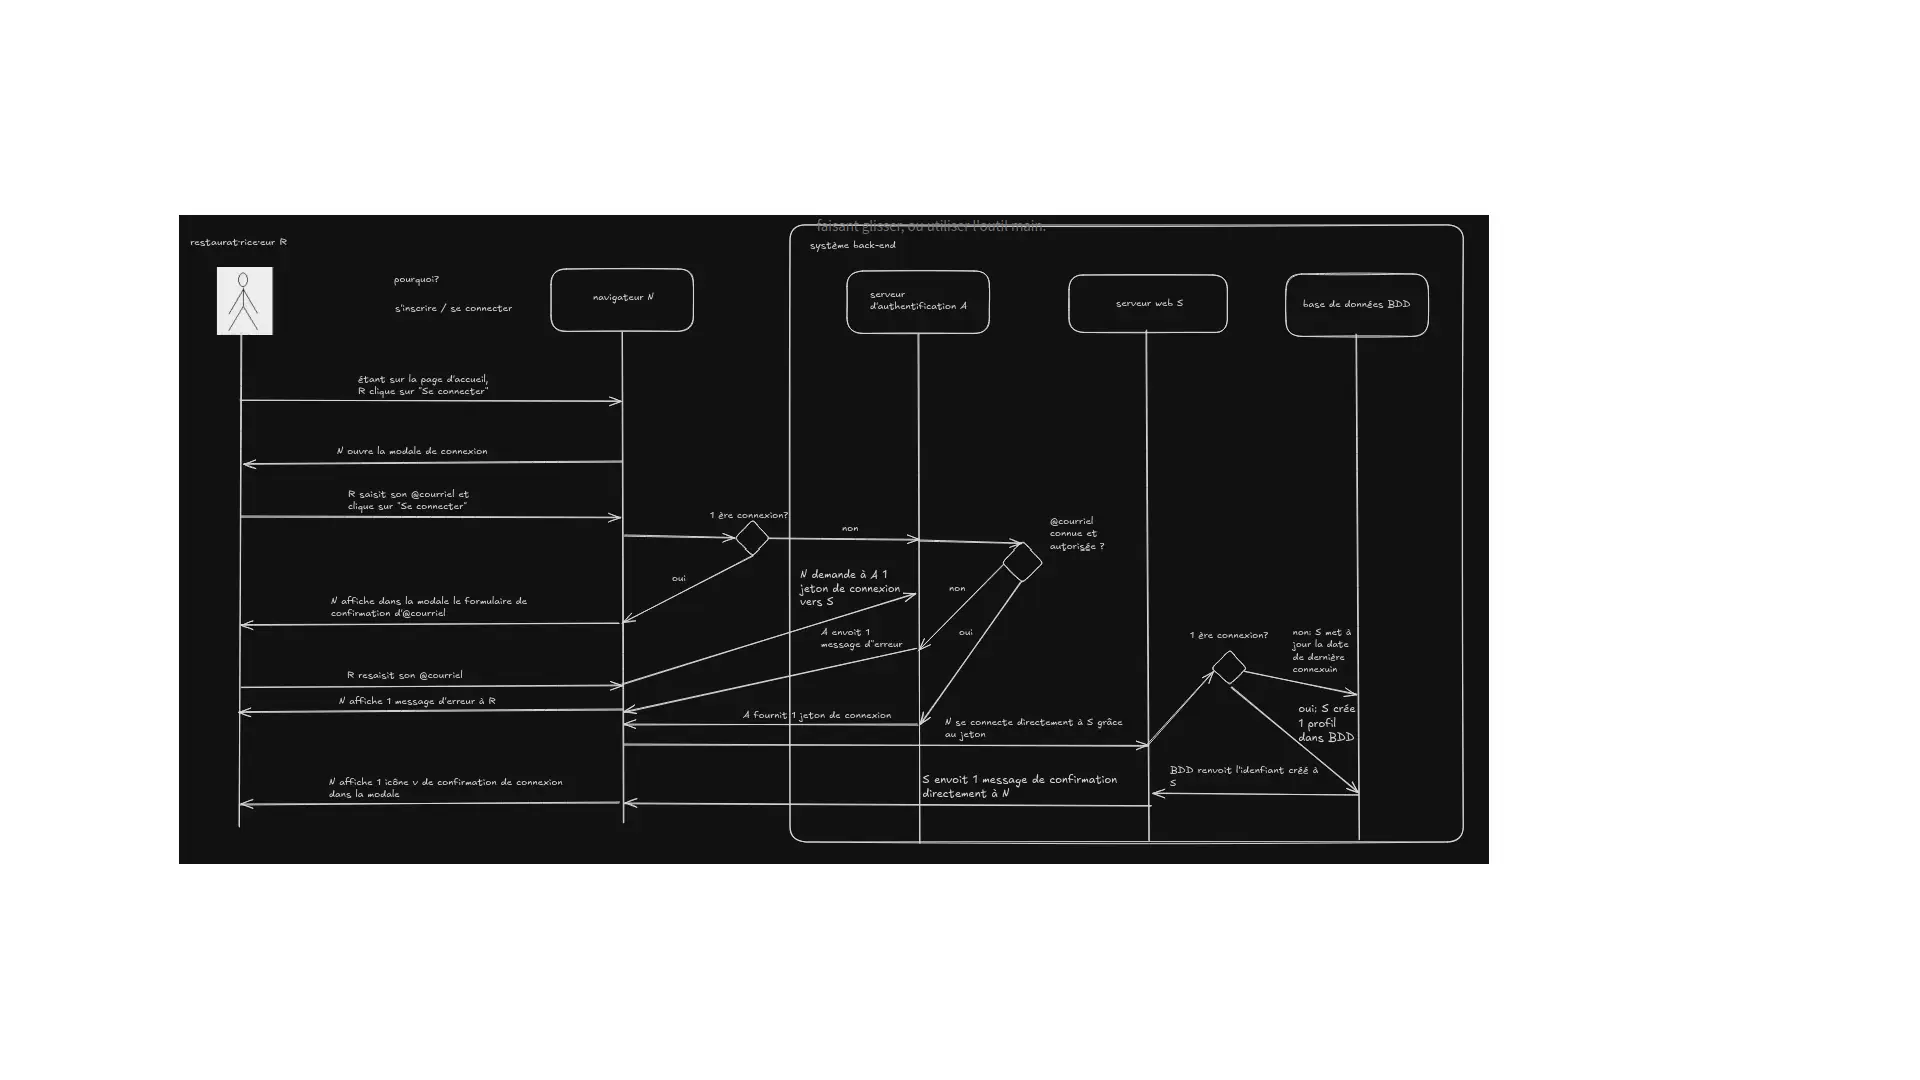 faisant glisser, ou utiliser l'outil main.
restaurat·rice·eur R
système back-end
pourquoi?
s'inscrire / se connecter
navigateur N
serveur
d'authentification A
serveur web S
base de données BDD
étant sur la page d'accueil,
R clique sur "Se connecter"
N ouvre la modale de connexion
R saisit son @courriel et
clique sur "Se connecter"
1 ère connexion?
non
@courriel
connue et
autorisée ?
oui
N demande à A 1
jeton de connexion
vers S
non
N affiche dans la modale le formulaire de
confirmation d'@courriel
A envoit 1
message d"erreur
oui
1 ère connexion?
non: S met à
jour la date
de dernière
connexuin
R resaisit son @courriel
N affiche 1 message d'erreur à R
A fournit 1 jeton de connexion
N se connecte directement à S grâce
au jeton
oui: S crée
1 profil
dans BDD
BDD renvoit l'idenfiant créé à
S
N affiche 1 icône v de confirmation de connexion
dans la modale
S envoit 1 message de confirmation
directement à N